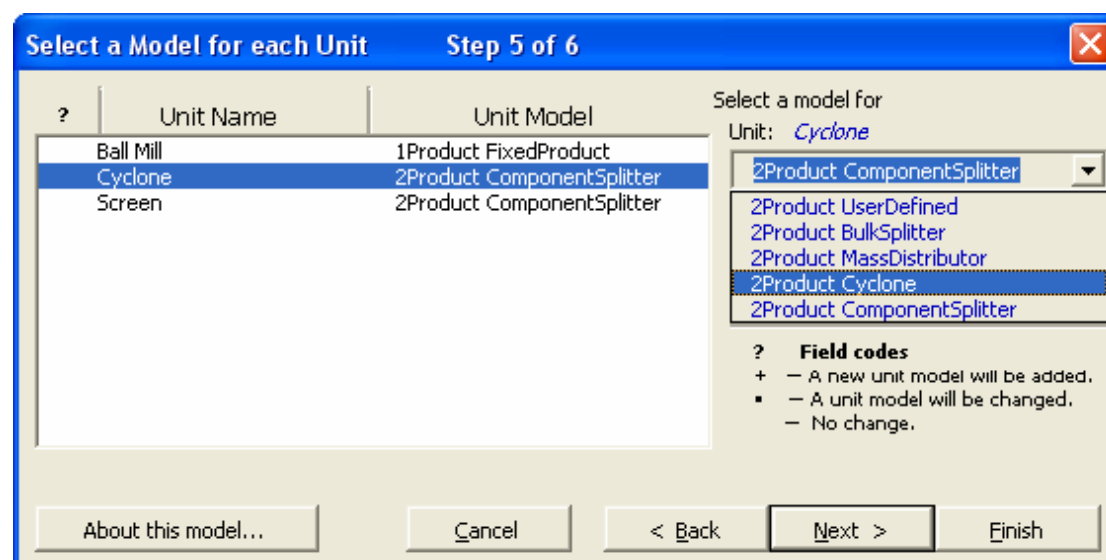 Select a Model for each Unit Step 5 of 6
? Unit Name Unit Model
Ball Mill 1Product FixedProduct
Cyclone 2Product ComponentSplitter
Screen 2Product ComponentSplitter
Select a model for
Unit: Cyclone
2Product ComponentSplitter
2Product UserDefined
2Product BulkSplitter
2Product MassDistributor
2Product Cyclone
2Product ComponentSplitter
? Field codes
+ — A new unit model will be added.
▪ — A unit model will be changed.
— No change.
About this model... Cancel < Back Next > Finish